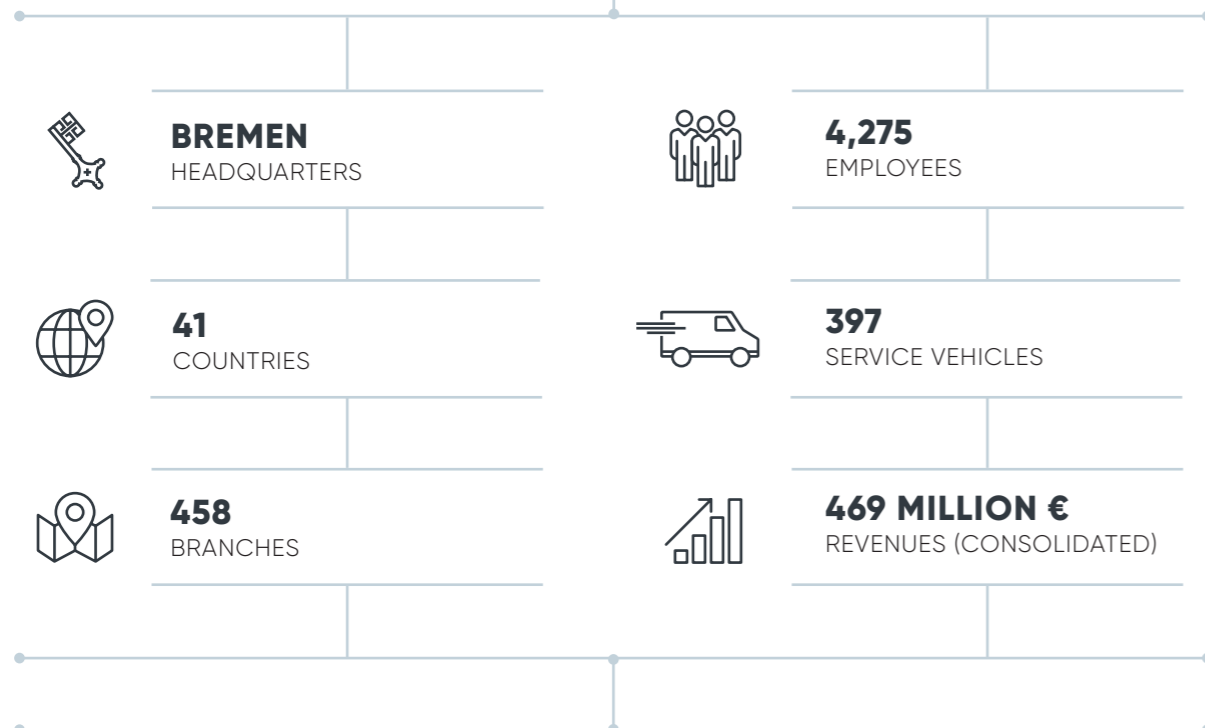 BREMEN
HEADQUARTERS
4,275
EMPLOYEES
41
COUNTRIES
397
SERVICE VEHICLES
458
BRANCHES
469 MILLION €
REVENUES (CONSOLIDATED)